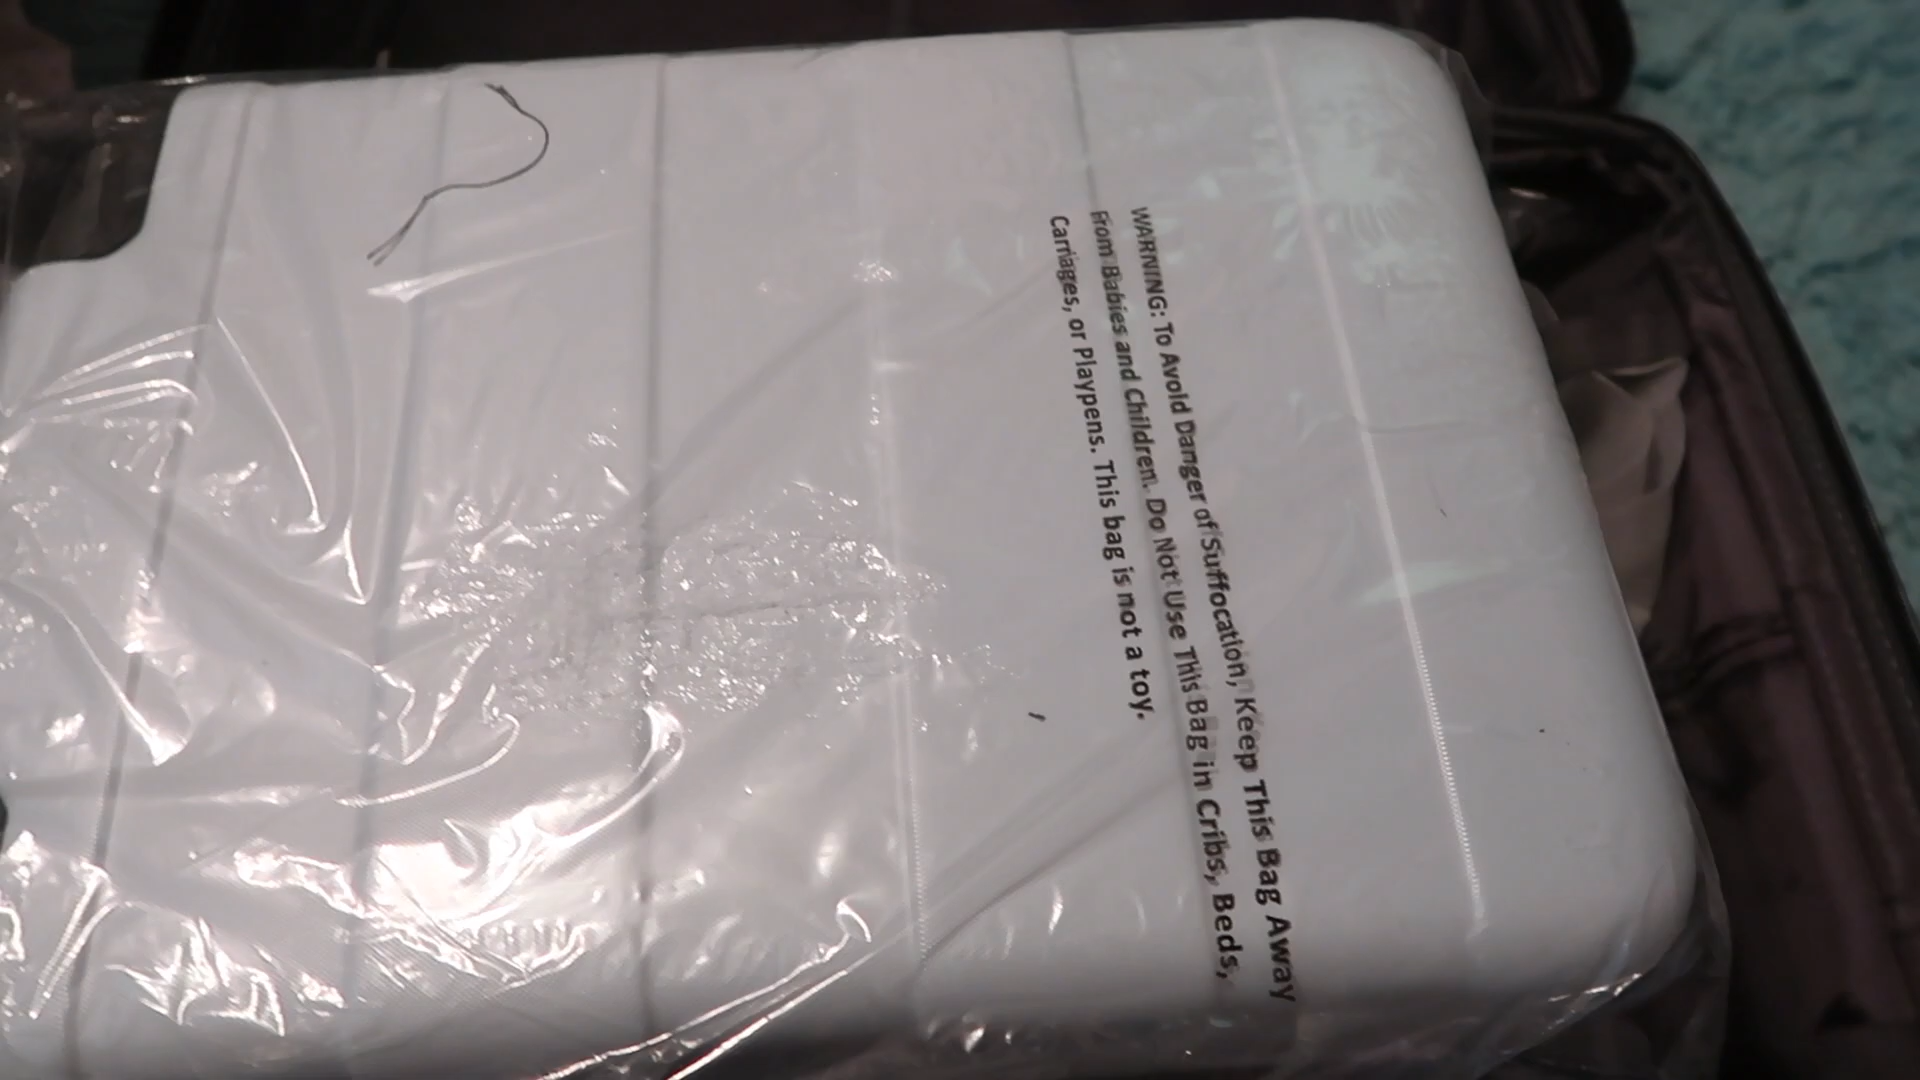 WARNING: To Avoid Danger of Suffocation, Keep This Bag Away
From Babies and Children. Do Not Use This Bag in Cribs, Beds,
Carriages, or Playpens. This bag is not a toy.